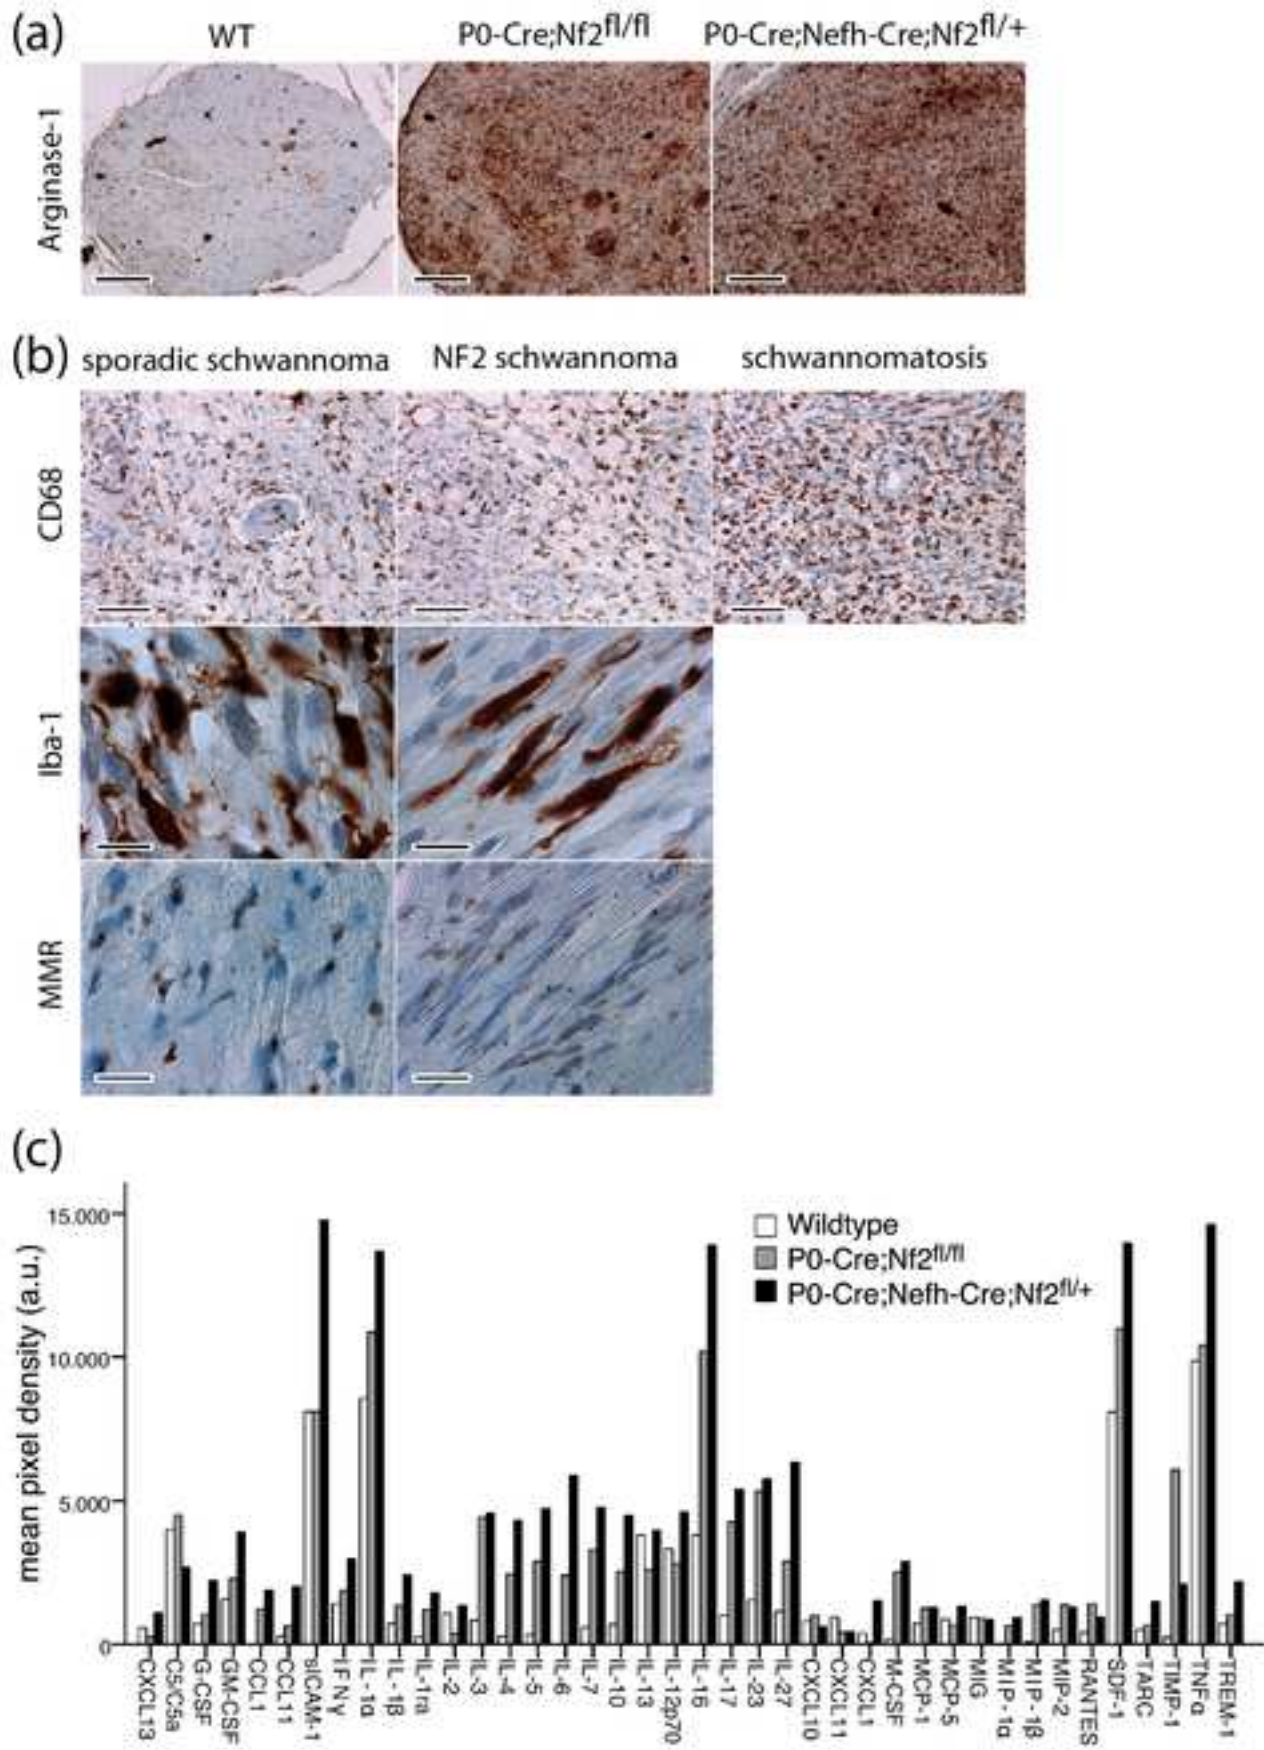 (a)
WT
P0-Cre;Nf2fl/fl
P0-Cre;Nefh-Cre;Nf2fl/+
Arginase-1
(b)
sporadic schwannoma
NF2 schwannoma
schwannomatosis
CD68
Iba-1
MMR
(c)
mean pixel density (a.u.)
15.000
10.000
5.000
0
Wildtype
P0-Cre;Nf2fl/fl
P0-Cre;Nefh-Cre;Nf2fl/+
CXCL13
C5/C5a
G-CSF
GM-CSF
CCL1
CCL11
sICAM-1
IFNγ
IL-1α
IL-1β
IL-1ra
IL-2
IL-3
IL-4
IL-5
IL-6
IL-7
IL-10
IL-13
IL-12p70
IL-16
IL-17
IL-23
IL-27
CXCL10
CXCL11
CXCL1
M-CSF
MCP-1
MCP-5
MIG
MIP-1α
MIP-1β
MIP-2
RANTES
SDF-1
TARC
TIMP-1
TNFα
TREM-1